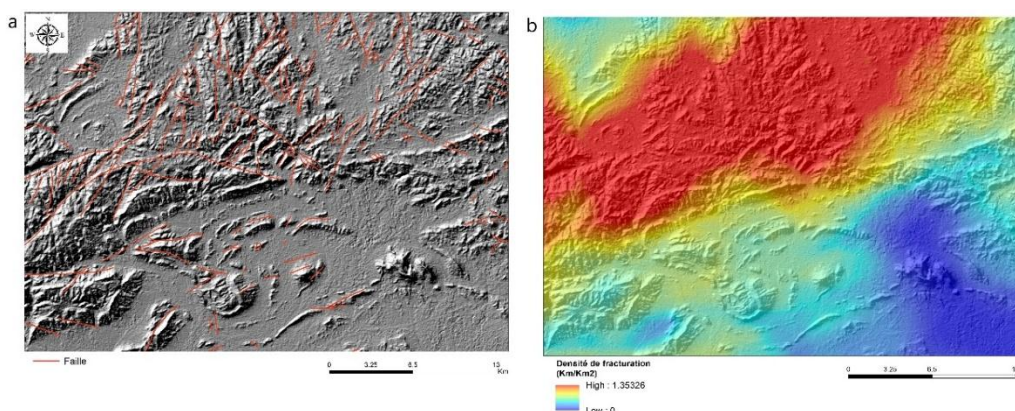 a
b
Faille
0 3.25 6.5 13
Km
Densité de fracturation
(Km/Km2)
High : 1.35326
Low : 0
0 3.25 6.5